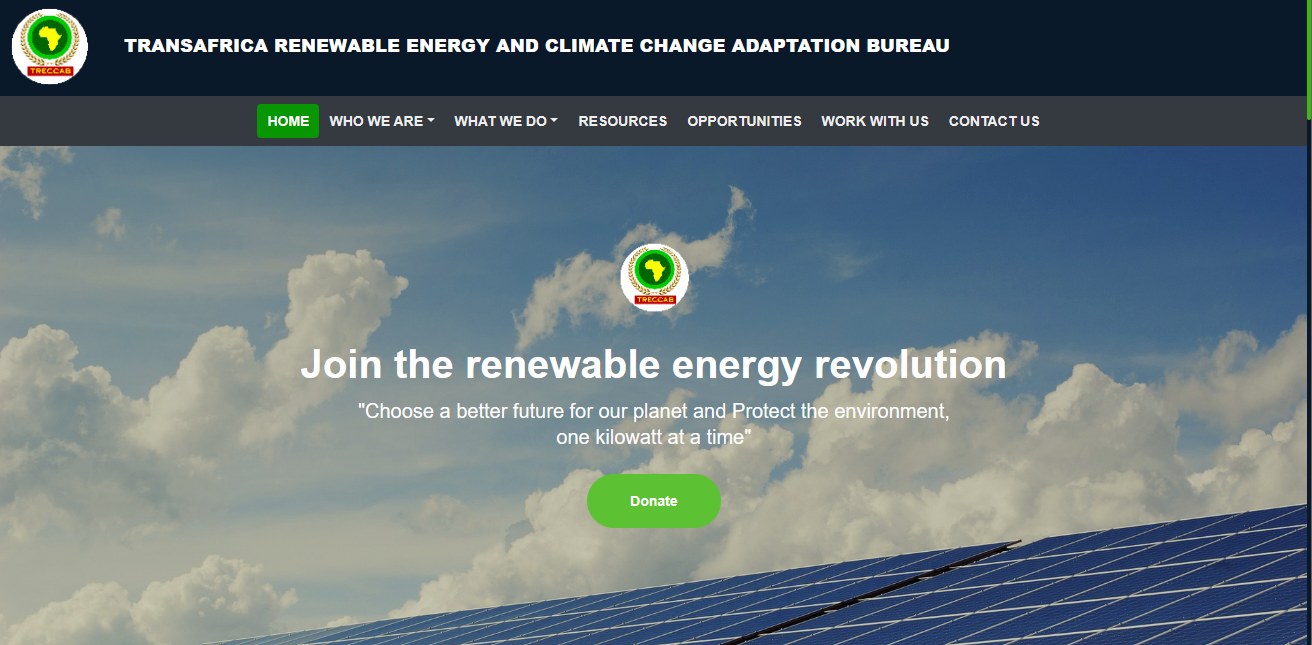 TRECCAB
TRANSAFRICA RENEWABLE ENERGY AND CLIMATE CHANGE ADAPTATION BUREAU
HOME WHO WE ARE WHAT WE DO RESOURCES OPPORTUNITIES WORK WITH US CONTACT US
TRECCAB
Join the renewable energy revolution
"Choose a better future for our planet and Protect the environment,
one kilowatt at a time"
Donate